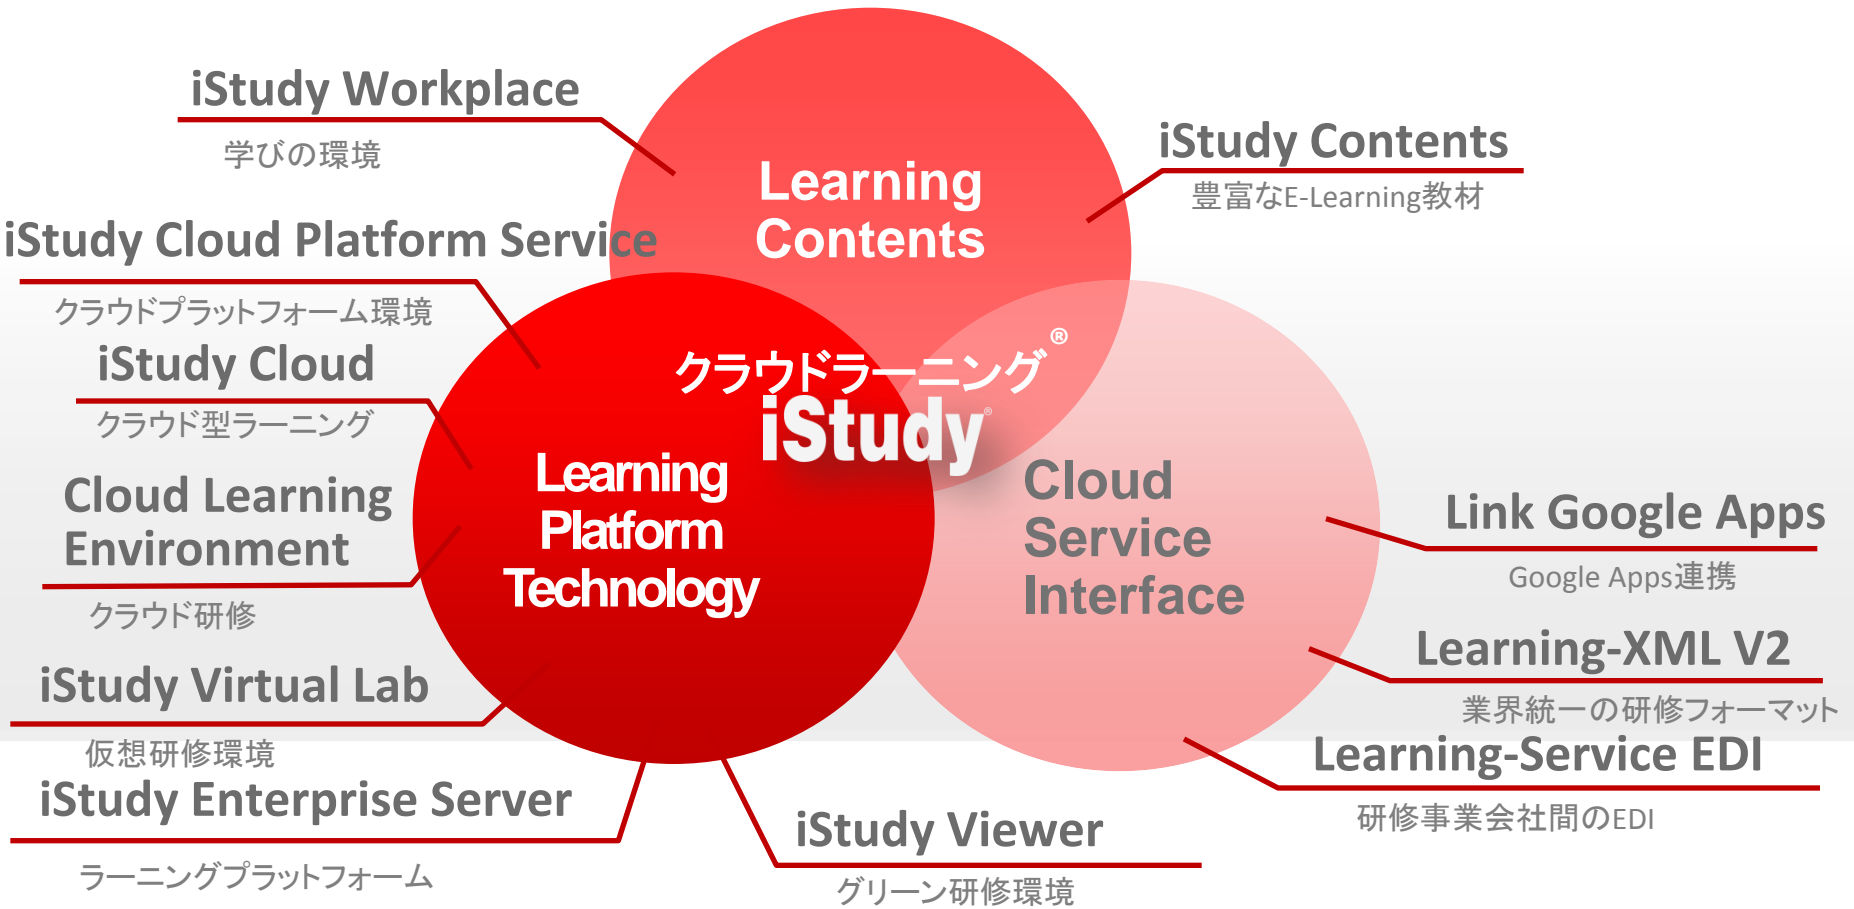 iStudy Workplace
学びの環境
iStudy Contents
豊富なE-Learning教材
Learning
Contents
iStudy Cloud Platform Service
クラウドプラットフォーム環境
iStudy Cloud
クラウド型ラーニング
クラウドラーニング®
iStudy®
Cloud Learning
Environment
クラウド研修
Learning
Platform
Technology
Cloud
Service
Interface
Link Google Apps
Google Apps連携
Learning-XML V2
業界統一の研修フォーマット
Learning-Service EDI
研修事業会社間のEDI
iStudy Virtual Lab
仮想研修環境
iStudy Enterprise Server
ラーニングプラットフォーム
iStudy Viewer
グリーン研修環境